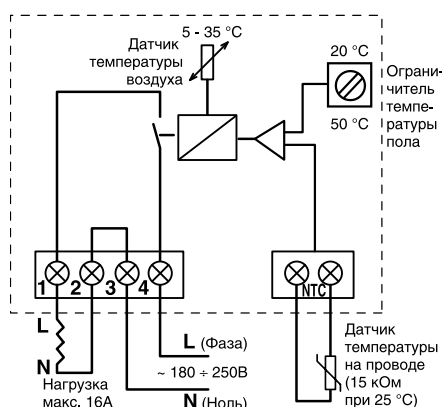 5 - 35 °C
Датчик
температуры
воздуха
20 °C
50 °C
Ограни-
читель
темпе-
ратуры
пола
1 2 3 4
NTC
L
N
Нагрузка
макс. 16А
L (Фаза)
~ 180 ÷ 250В
N (Ноль)
Датчик
температуры
на проводе
(15 кОм
при 25 °C)